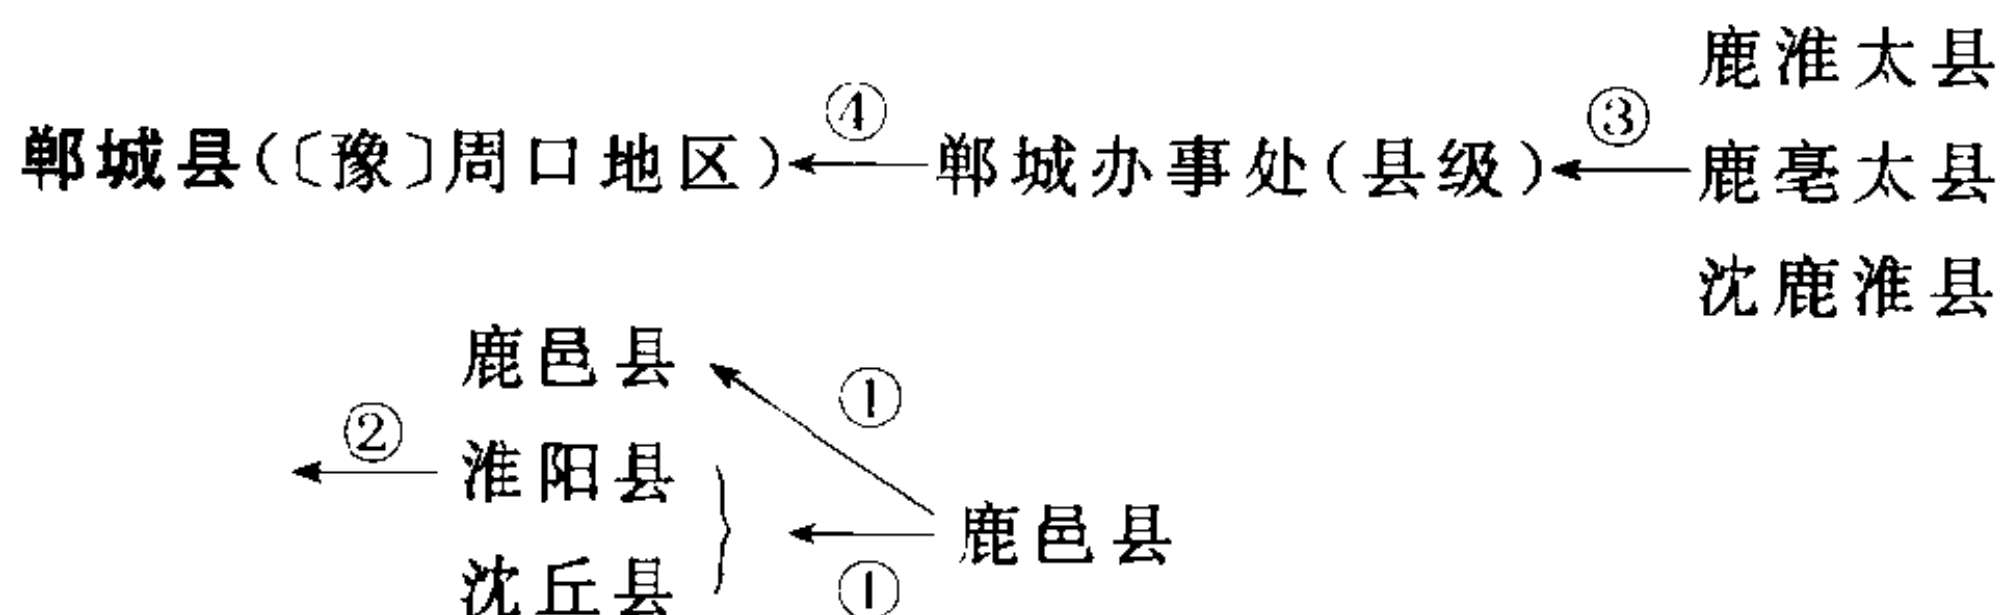 鹿淮太县
④ ③
郸城县(〔豫〕周口地区)←郸城办事处(县级)←鹿亳太县
沈鹿淮县
鹿邑县 ①
② 淮阳县
鹿邑县
沈丘县 ①